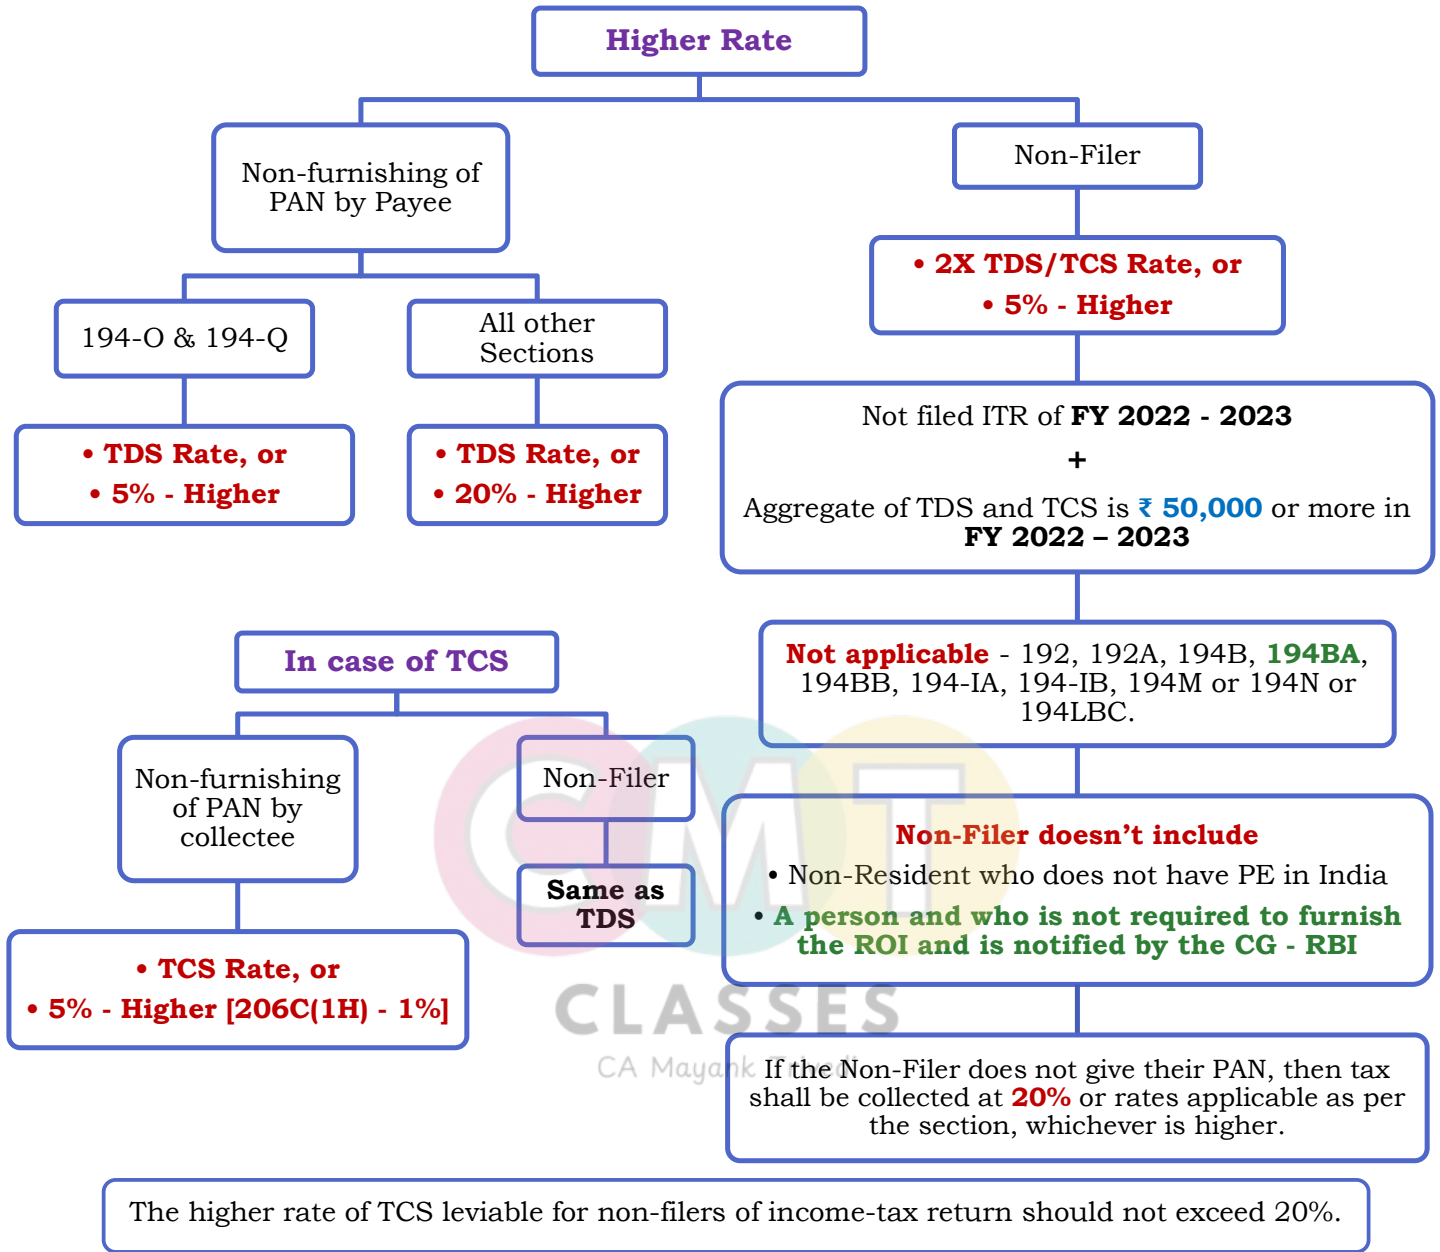 Higher Rate
Non-furnishing of
PAN by Payee
194-O & 194-Q
• TDS Rate, or
• 5% - Higher
All other
Sections
• TDS Rate, or
• 20% - Higher
Non-Filer
• 2X TDS/TCS Rate, or
• 5% - Higher
Not filed ITR of FY 2022 - 2023
+
Aggregate of TDS and TCS is ₹ 50,000 or more in
FY 2022 – 2023
Not applicable - 192, 192A, 194B, 194BA,
194BB, 194-IA, 194-IB, 194M or 194N or
194LBC.
Non-Filer doesn’t include
• Non-Resident who does not have PE in India
• A person and who is not required to furnish
the ROI and is notified by the CG - RBI
If the Non-Filer does not give their PAN, then tax
shall be collected at 20% or rates applicable as per
the section, whichever is higher.
In case of TCS
Non-furnishing
of PAN by
collectee
• TCS Rate, or
• 5% - Higher [206C(1H) - 1%]
Non-Filer
Same as
TDS
CMT
CLASSES
CA Mayank
The higher rate of TCS leviable for non-filers of income-tax return should not exceed 20%.